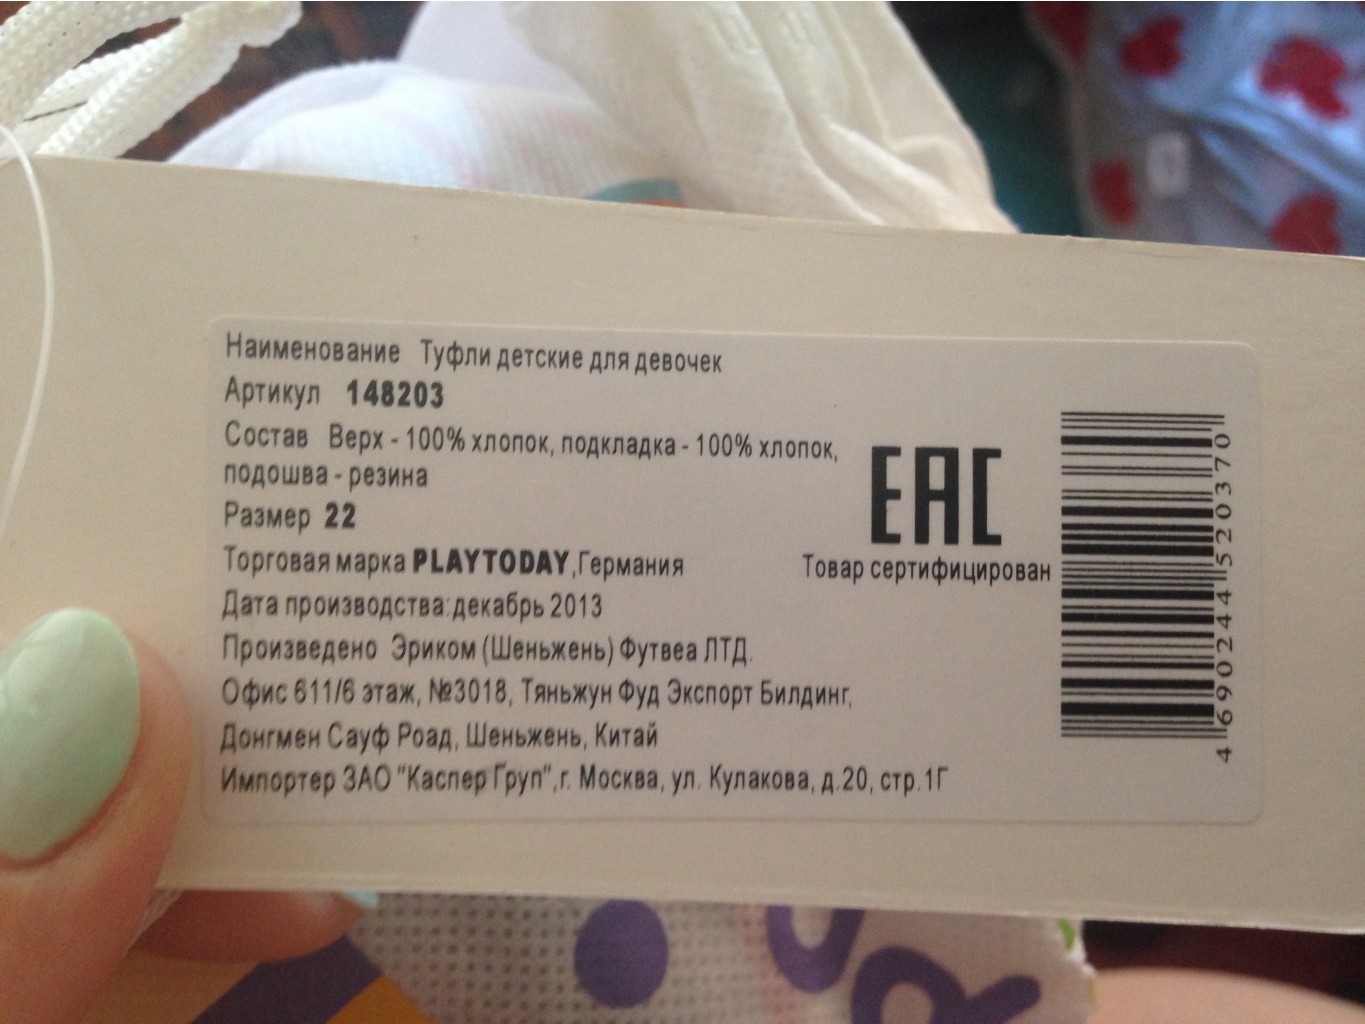 Наименование Туфли детские для девочек
Артикул 148203
Состав Верх - 100% хлопок, подкладка - 100% хлопок,
подошва - резина
Размер 22
Торговая марка PLAYTODAY,Германия
Дата производства:декабрь 2013
Произведено Эриком (Шеньжень) Футвеа ЛТД.
Офис 611/6 этаж, №3018, Тяньжун Фуд Экспорт Билдинг,
Донгмен Сауф Роад, Шеньжень, Китай
Импортер ЗАО "Каспер Груп",г. Москва, ул. Кулакова, д.20, стр.1Г
ЕАС
Товар сертифицирован
4690244520370